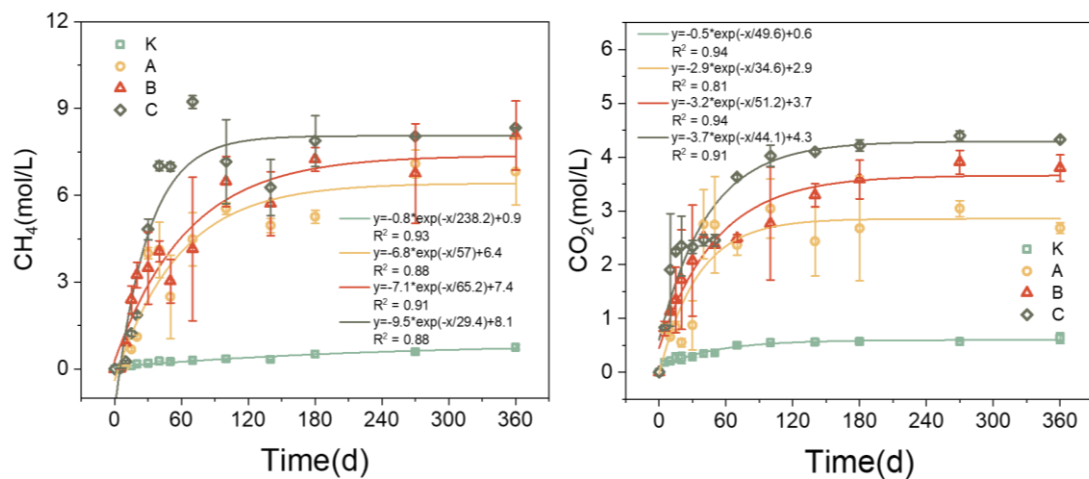 12
9
6
3
0
CH₄(mol/L)
K
A
B
C
y=-0.8*exp(-x/238.2)+0.9
R² = 0.93
y=-6.8*exp(-x/57)+6.4
R² = 0.88
y=-7.1*exp(-x/65.2)+7.4
R² = 0.91
y=-9.5*exp(-x/29.4)+8.1
R² = 0.88
0 60 120 180 240 300 360
Time(d)
6
5
4
3
2
1
0
CO₂(mol/L)
y=-0.5*exp(-x/49.6)+0.6
R² = 0.94
y=-2.9*exp(-x/34.6)+2.9
R² = 0.81
y=-3.2*exp(-x/51.2)+3.7
R² = 0.94
y=-3.7*exp(-x/44.1)+4.3
R² = 0.91
K
A
B
C
0 60 120 180 240 300 360
Time(d)